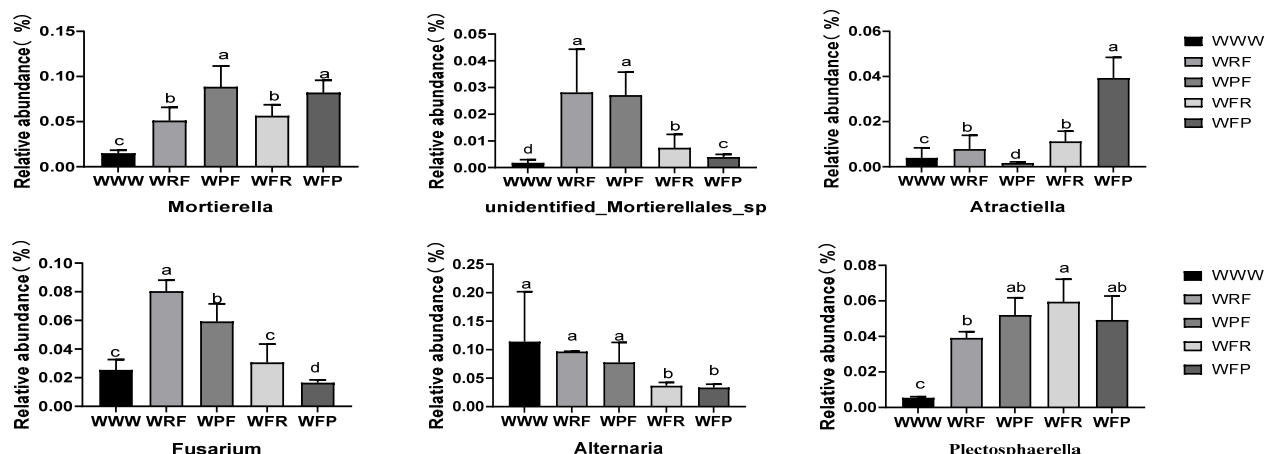 Relative abundance(%)
0.15
0.10
0.05
0.00
c
b
a
b
a
WWW WRF WPF WFR WFP
Mortierella
Relative abundance(%)
0.05
0.04
0.03
0.02
0.01
0.00
d
a
a
b
c
WWW WRF WPF WFR WFP
unidentified_Mortierellales_sp
Relative abundance(%)
0.06
0.04
0.02
0.00
c
b
d
b
a
WWW WRF WPF WFR WFP
Atractiella
WWW
WRF
WPF
WFR
WFP
Relative abundance(%)
0.10
0.08
0.06
0.04
0.02
0.00
c
a
b
c
d
WWW WRF WPF WFR WFP
Fusarium
Relative abundance(%)
0.25
0.20
0.15
0.10
0.05
0.00
a
a
a
b
b
WWW WRF WPF WFR WFP
Alternaria
Relative abundance(%)
0.08
0.06
0.04
0.02
0.00
c
b
ab
a
ab
WWW WRF WPF WFR WFP
Plectosphaerella
WWW
WRF
WPF
WFR
WFP